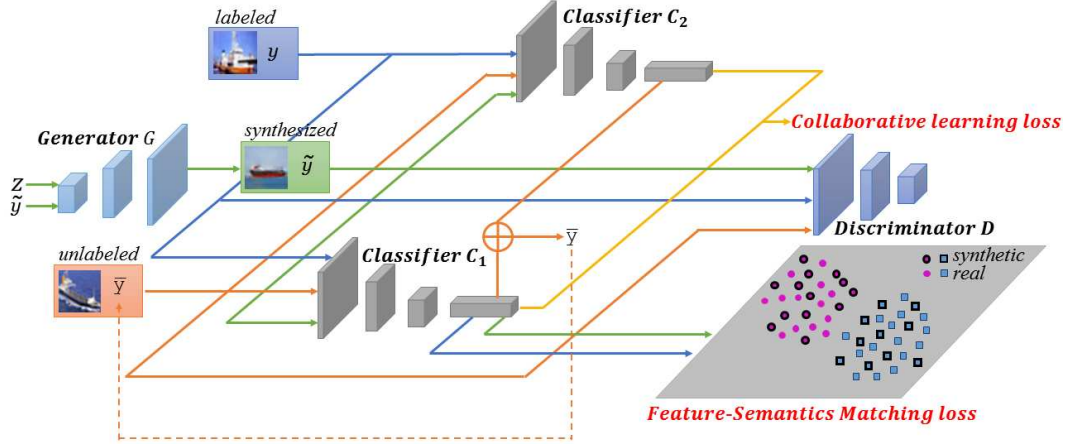 labeled
y
Classifier C₂
Generator G
synthesized
ỹ
Collaborative learning loss
z
ỹ
Discriminator D
unlabeled
ȳ
Classifier C₁
ȳ
synthetic
real
Feature-Semantics Matching loss